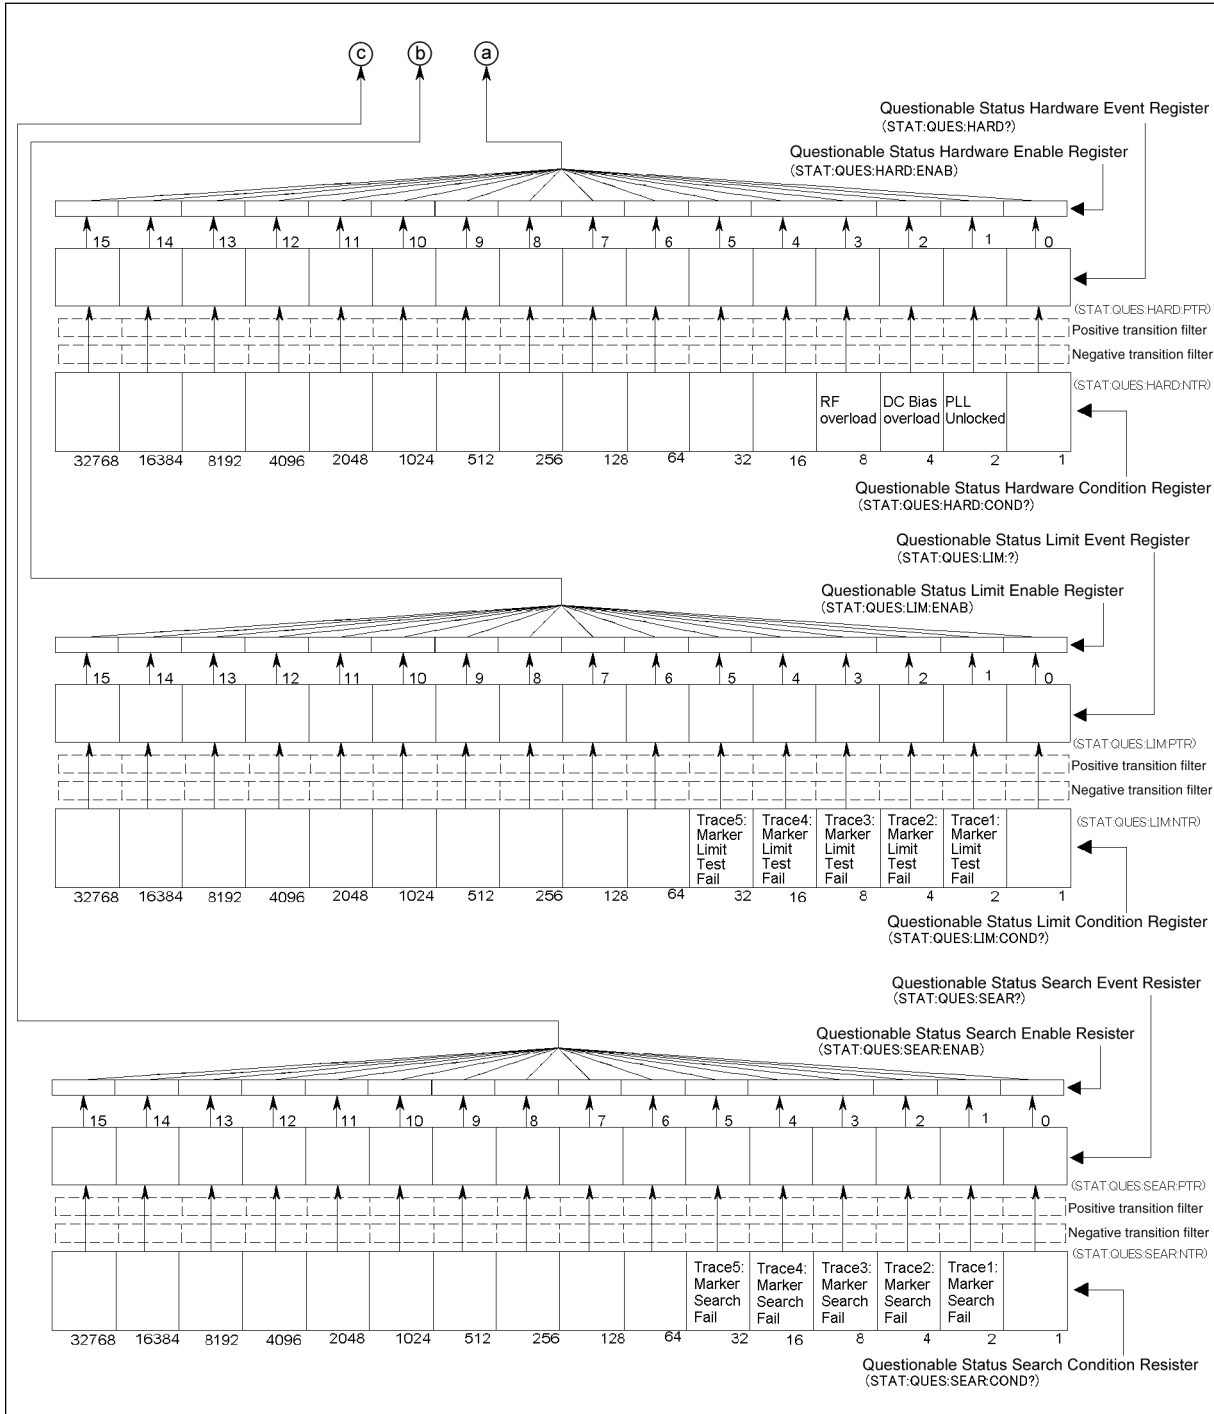 c b a
Questionable Status Hardware Event Register
(STAT:QUES:HARD?)
Questionable Status Hardware Enable Register
(STAT:QUES:HARD:ENAB)
15 14 13 12 11 10 9 8 7 6 5 4 3 2 1 0
(STAT:QUES:HARD:PTR)
Positive transition filter
Negative transition filter
(STAT:QUES:HARD:NTR)
RF overload
DC Bias overload
PLL Unlocked
32768 16384 8192 4096 2048 1024 512 256 128 64 32 16 8 4 2 1
Questionable Status Hardware Condition Register
(STAT:QUES:HARD:COND?)
Questionable Status Limit Event Register
(STAT:QUES:LIM:?)
Questionable Status Limit Enable Register
(STAT:QUES:LIM:ENAB)
15 14 13 12 11 10 9 8 7 6 5 4 3 2 1 0
(STAT:QUES:LIM:PTR)
Positive transition filter
Negative transition filter
(STAT:QUES:LIM:NTR)
Trace5: Marker Limit Test Fail
Trace4: Marker Limit Test Fail
Trace3: Marker Limit Test Fail
Trace2: Marker Limit Test Fail
Trace1: Marker Limit Test Fail
32768 16384 8192 4096 2048 1024 512 256 128 64 32 16 8 4 2 1
Questionable Status Limit Condition Register
(STAT:QUES:LIM:COND?)
Questionable Status Search Event Resister
(STAT:QUES:SEAR?)
Questionable Status Search Enable Resister
(STAT:QUES:SEAR:ENAB)
15 14 13 12 11 10 9 8 7 6 5 4 3 2 1 0
(STAT:QUES:SEAR:PTR)
Positive transition filter
Negative transition filter
(STAT:QUES:SEAR:NTR)
Trace5: Marker Search Fail
Trace4: Marker Search Fail
Trace3: Marker Search Fail
Trace2: Marker Search Fail
Trace1: Marker Search Fail
32768 16384 8192 4096 2048 1024 512 256 128 64 32 16 8 4 2 1
Questionable Status Search Condition Resister
(STAT:QUES:SEAR:COND?)